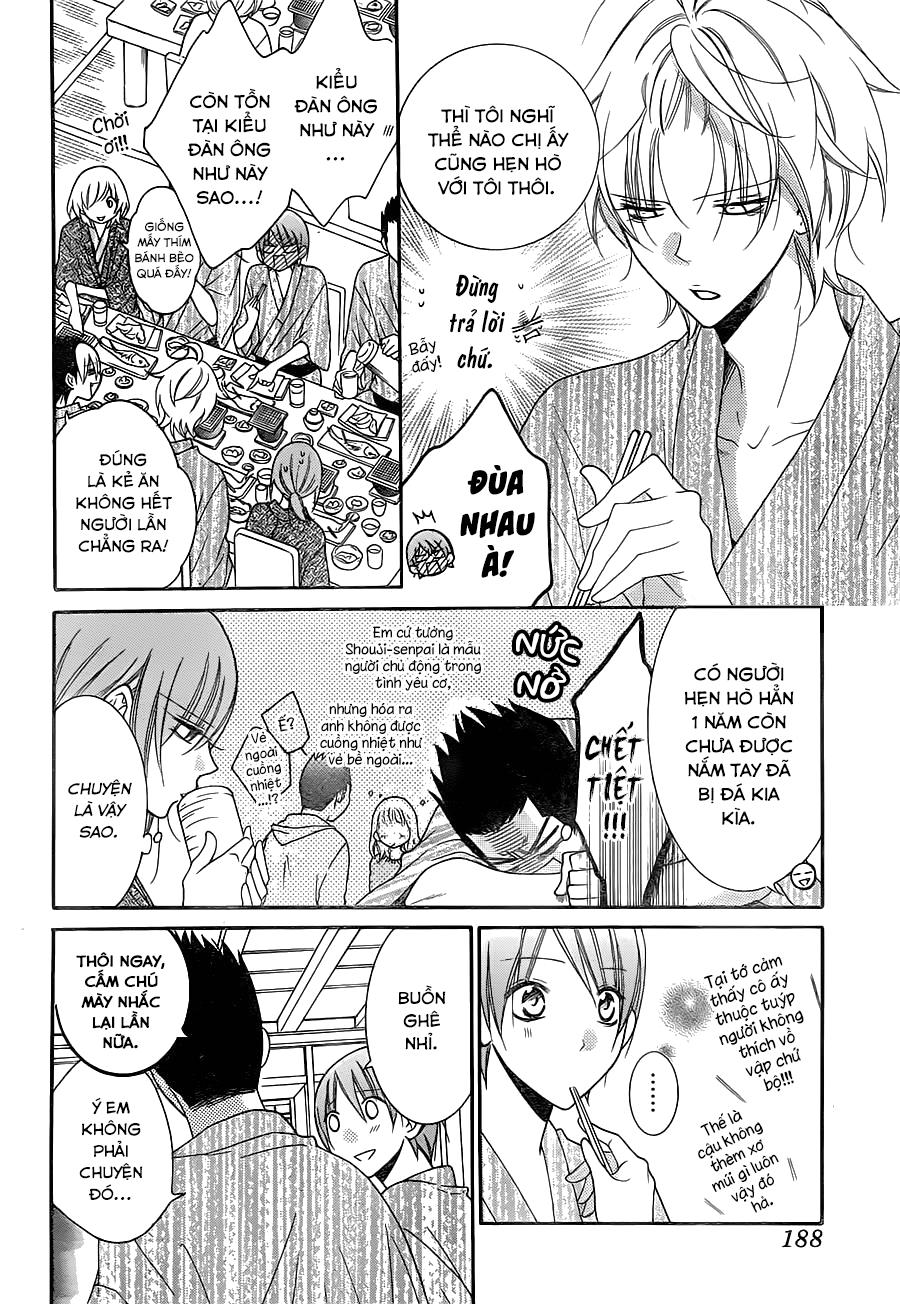 THÌ TÔI NGHĨ
THỂ NÀO CHỊ ẤY
CŨNG HẸN HÒ
VỚI TÔI THÔI.
Đừng
trả lời
chứ.
Bấy
đấy!
ĐÙA
NHAU
À!
KIỂU
ĐÀN ÔNG
NHƯ NÀY
...
CÒN TỒN
TẠI KIỂU
ĐÀN ÔNG
NHƯ NÀY
SAO...!
Chời
ơi!!
GIỐNG
MẤY THÍM
BÁNH BÈO
QUÁ ĐẤY!
ĐÚNG
LÀ KẺ ĂN
KHÔNG HẾT
NGƯỜI LẦN
CHẲNG RA!
CÓ NGƯỜI
HẸN HÒ HẲN
1 NĂM CÒN
CHƯA ĐƯỢC
NẮM TAY ĐÃ
BỊ ĐÁ KIA
KÌA.
CHẾT
TIỆT!!!
NỨC
NỞ
Em cứ tưởng
Shouji-senpai là mẫu
người chủ động trong
tình yêu cơ,
nhưng hóa ra
anh không được
cuồng nhiệt như
vẻ bề ngoài...
Ế?
Vẻ
ngoài
cuồng
nhiệt
...!?
CHUYỆN
LÀ VẬY
SAO.
Tại tớ cảm
thấy cô ấy
thuộc tuýp
người không
thích vồ
vập chứ
bộ!!!
......
Thế là
cậu không
thèm xơ
múi gì luôn
vậy đó
hả.
BUỒN
GHÊ
NHỈ.
THÔI NGAY,
CẤM CHÚ
MÀY NHẮC
LẠI LẦN
NỮA.
Ý EM
KHÔNG
PHẢI
CHUYỆN
ĐÓ...
188